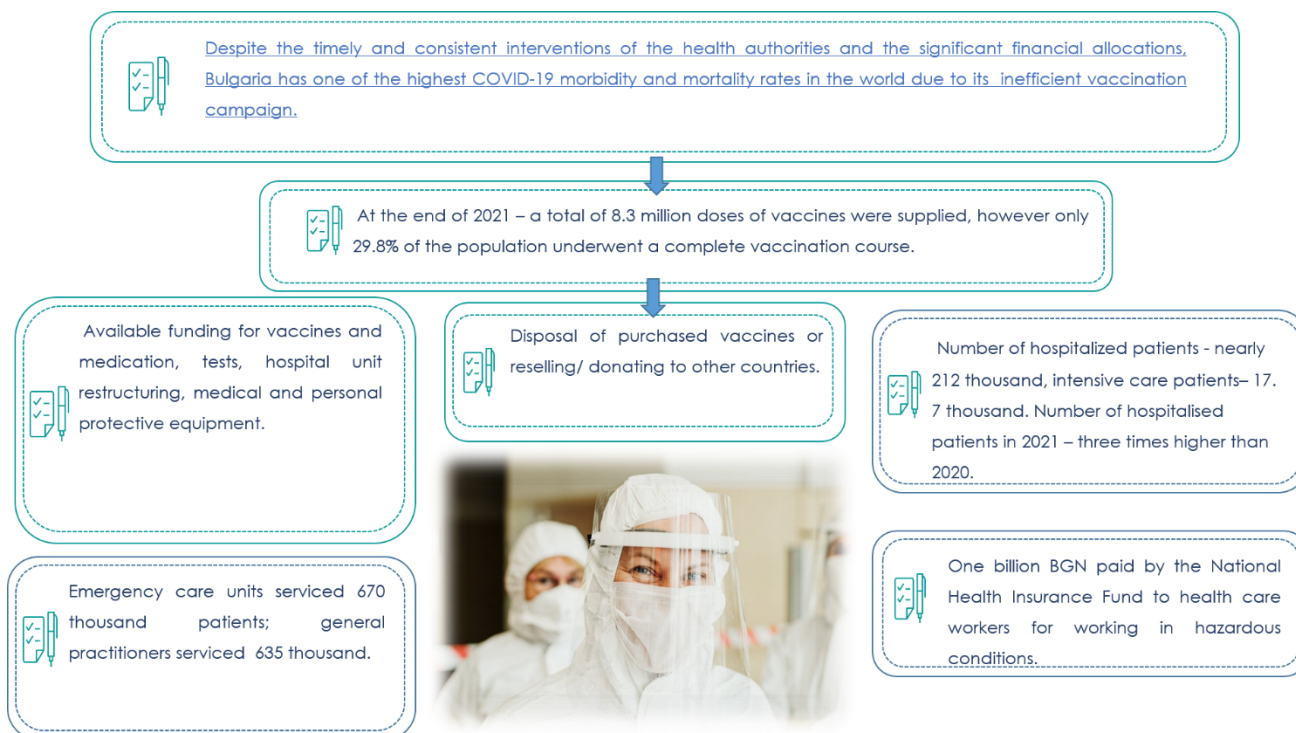 Despite the timely and consistent interventions of the health authorities and the significant financial allocations,
Bulgaria has one of the highest COVID-19 morbidity and mortality rates in the world due to its inefficient vaccination
campaign.
At the end of 2021 – a total of 8.3 million doses of vaccines were supplied, however only
29.8% of the population underwent a complete vaccination course.
Available funding for vaccines and
medication, tests, hospital unit
restructuring, medical and personal
protective equipment.
Disposal of purchased vaccines or
reselling/ donating to other countries.
Number of hospitalized patients - nearly
212 thousand, intensive care patients– 17.
7 thousand. Number of hospitalised
patients in 2021 – three times higher than
2020.
Emergency care units serviced 670
thousand patients; general
practitioners serviced 635 thousand.
One billion BGN paid by the National
Health Insurance Fund to health care
workers for working in hazardous
conditions.